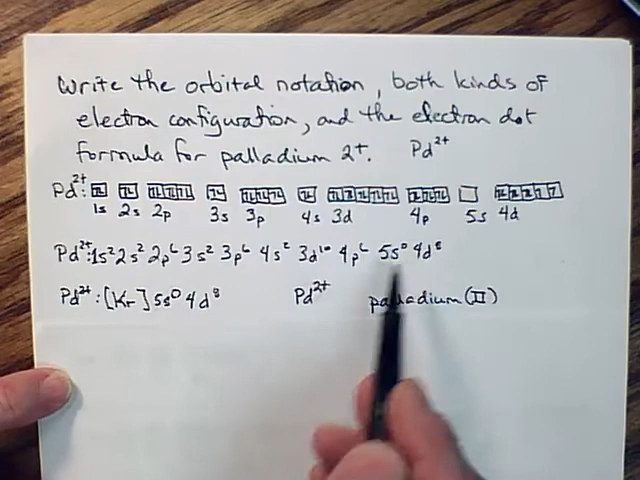 Write the orbital notation, both kinds of
electron configuration, and the electron dot
formula for palladium 2+. Pd²⁺
Pd²⁺:
1s 2s 2p 3s 3p 4s 3d 4p 5s 4d
Pd²⁺: 1s² 2s² 2p⁶ 3s² 3p⁶ 4s² 3d¹⁰ 4p⁶ 5s⁰ 4d⁸
Pd²⁺: [Kr] 5s⁰ 4d⁸ Pd²⁺ palladium (II)